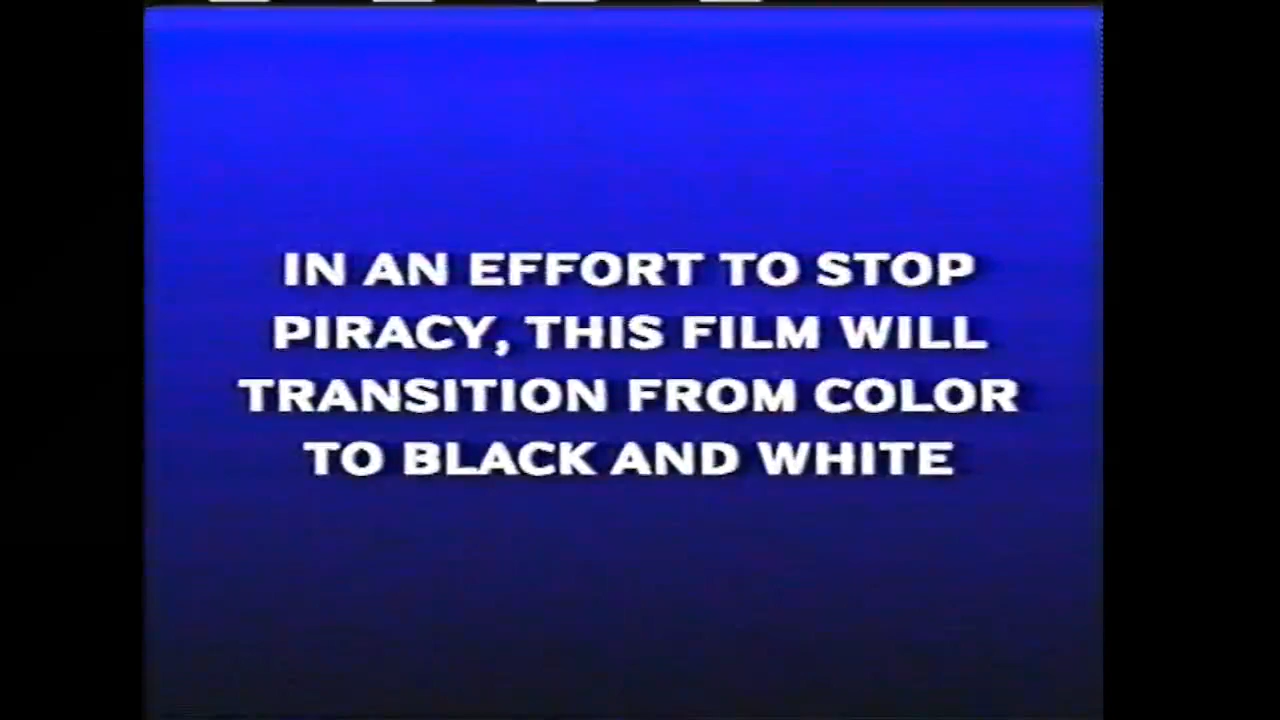 IN AN EFFORT TO STOP
PIRACY, THIS FILM WILL
TRANSITION FROM COLOR
TO BLACK AND WHITE